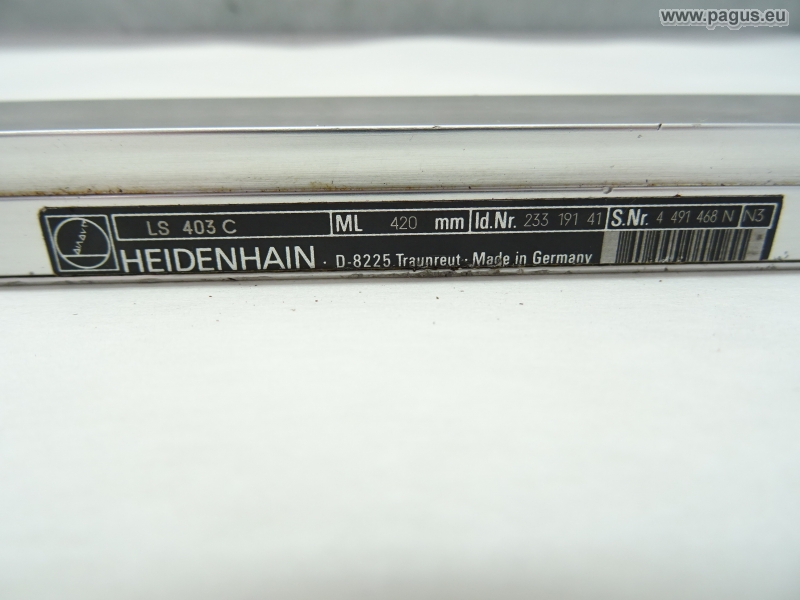 www.pagus.eu
LS 403 C ML 420 mm Id.Nr. 233 191 41 S.Nr. 4 491 468 N N3
HEIDENHAIN · D-8225 Traunreut · Made in Germany